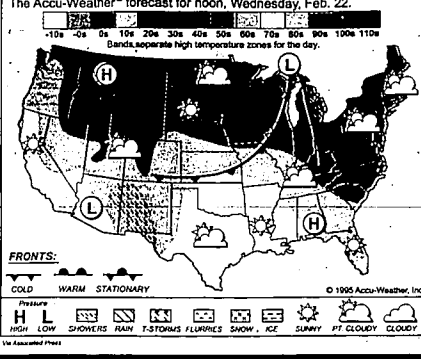 The Accu-Weather® forecast for noon, Wednesday, Feb. 22.
-10s -0s 0s 10s 20s 30s 40s 50s 60s 70s 80s 90s 100s 110s
Bands separate high temperature zones for the day.
H
L
L
H
FRONTS:
COLD WARM STATIONARY
© 1995 Accu-Weather, Inc
Pressure
H L
HIGH LOW SHOWERS RAIN T-STORMS FLURRIES SNOW ICE SUNNY PT. CLOUDY CLOUDY
Via Associated Press